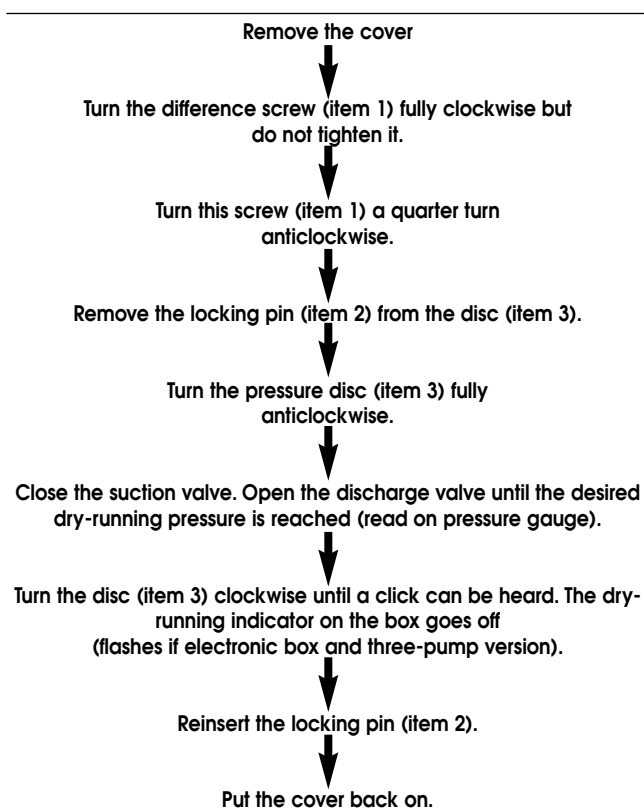 Remove the cover
Turn the difference screw (item 1) fully clockwise but
do not tighten it.
Turn this screw (item 1) a quarter turn
anticlockwise.
Remove the locking pin (item 2) from the disc (item 3).
Turn the pressure disc (item 3) fully
anticlockwise.
Close the suction valve. Open the discharge valve until the desired
dry-running pressure is reached (read on pressure gauge).
Turn the disc (item 3) clockwise until a click can be heard. The dry-
running indicator on the box goes off
(flashes if electronic box and three-pump version).
Reinsert the locking pin (item 2).
Put the cover back on.